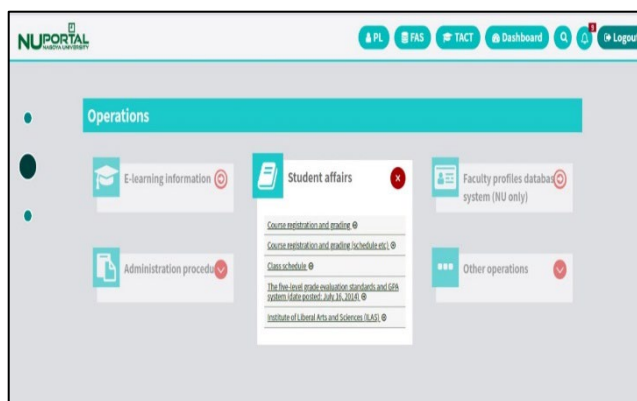 NUPORTAL
NAGOYA UNIVERSITY
PL FAS TACT Dashboard Logout
Operations
E-learning information
Student affairs
Faculty profiles databas
system (NU only)
Course registration and grading
Course registration and grading (schedule etc)
Class schedule
The five-level grade evaluation standards and GPA
system (date posted: July 16, 2014)
Institute of Liberal Arts and Sciences (ILAS)
Administration procedu
Other operations